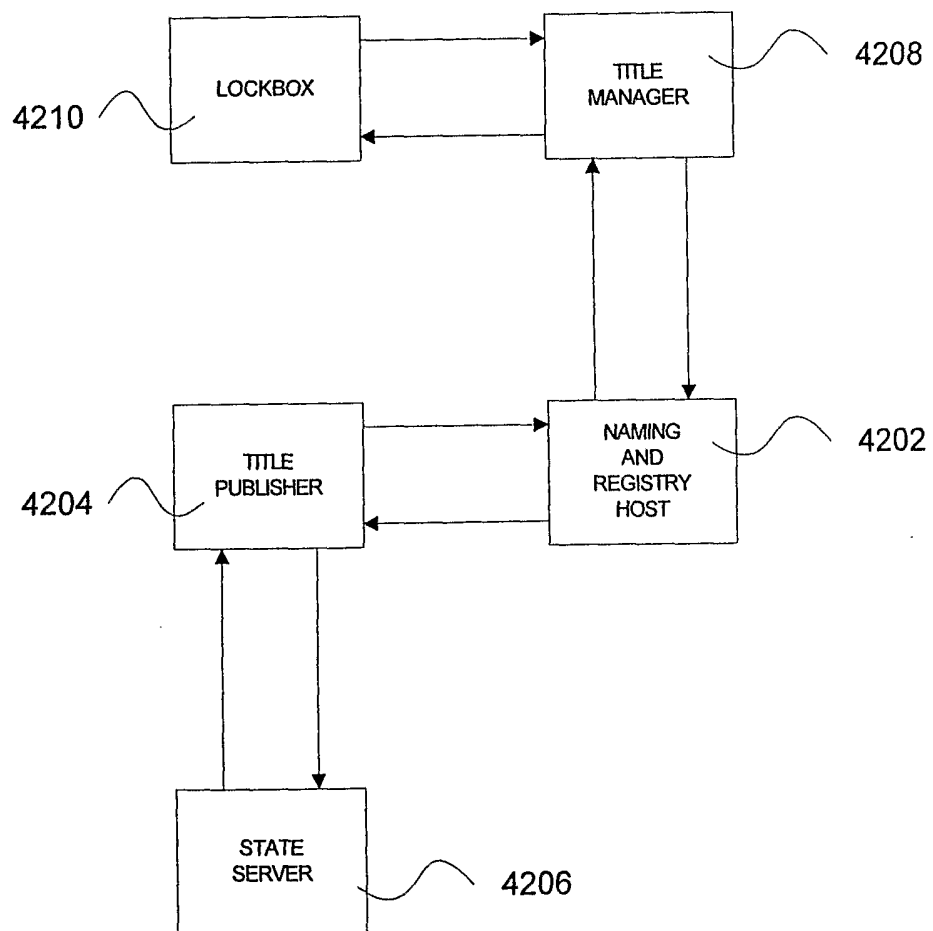 LOCKBOX
4210
TITLE
MANAGER
4208
TITLE
PUBLISHER
4204
NAMING
AND
REGISTRY
HOST
4202
STATE
SERVER
4206